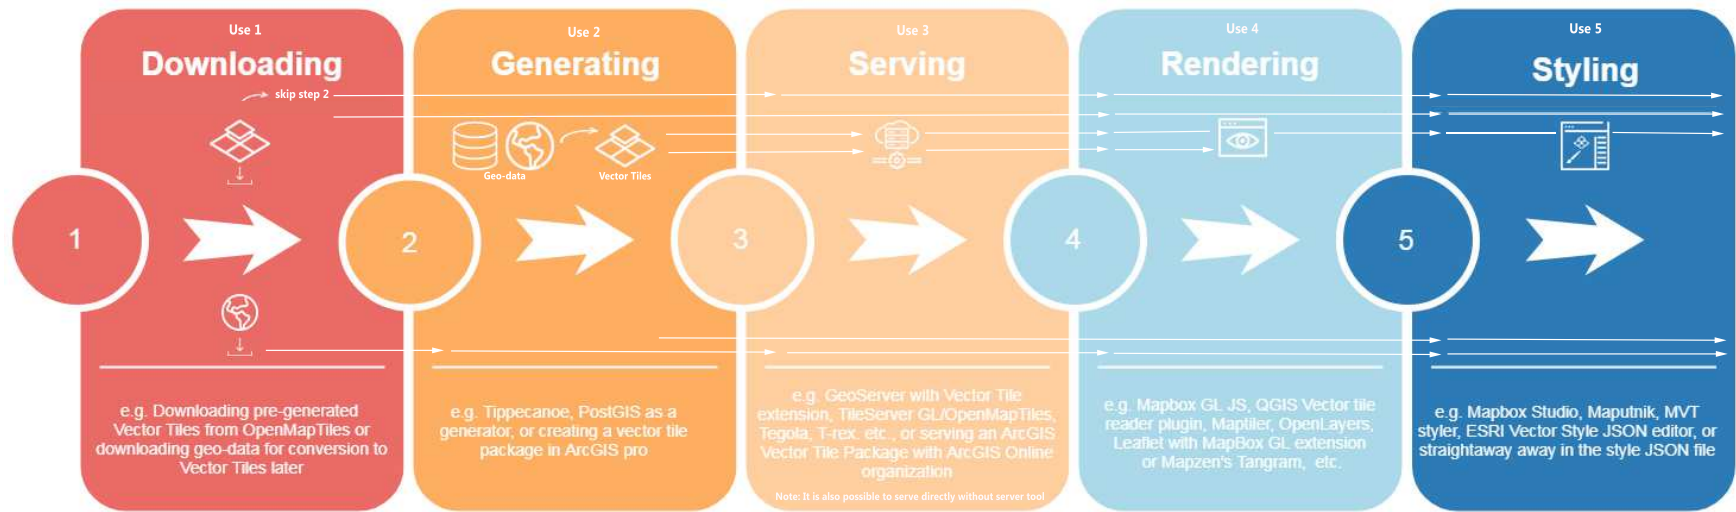 Use 1
Downloading
skip step 2
1
e.g. Downloading pre-generated
Vector Tiles from OpenMapTiles or
downloading geo-data for conversion to
Vector Tiles later
Use 2
Generating
Geo-data
Vector Tiles
2
e.g. Tippecanoe, PostGIS as a
generator, or creating a vector tile
package in ArcGIS pro
Use 3
Serving
3
e.g. GeoServer with Vector Tile
extension, TileServer GL/OpenMapTiles,
Tegola, T-rex. etc., or serving an ArcGIS
Vector Tile Package with ArcGIS Online
organization
Note: It is also possible to serve directly without server tool
Use 4
Rendering
4
e.g. Mapbox GL JS, QGIS Vector tile
reader plugin, Maptiler, OpenLayers,
Leaflet with MapBox GL extension
or Mapzen's Tangram, etc.
Use 5
Styling
5
e.g. Mapbox Studio, Maputnik, MVT
styler, ESRI Vector Style JSON editor, or
straightaway away in the style JSON file